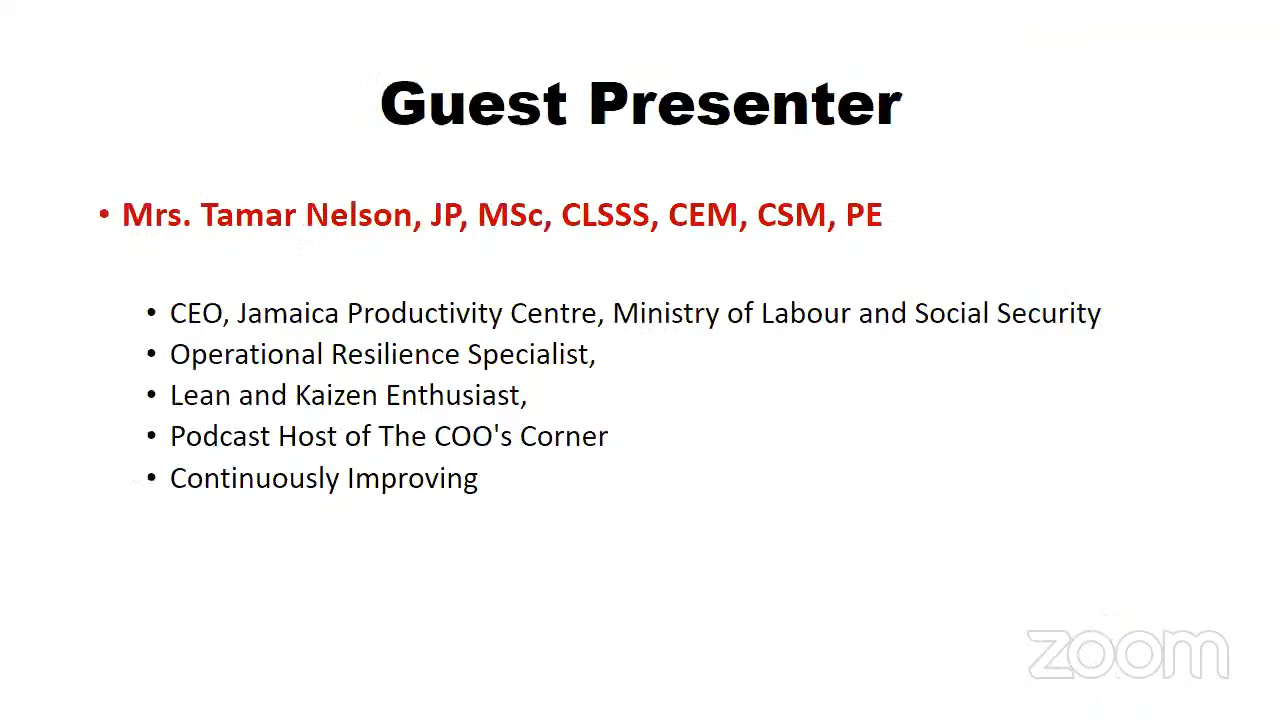 Guest Presenter
• Mrs. Tamar Nelson, JP, MSc, CLSSS, CEM, CSM, PE
• CEO, Jamaica Productivity Centre, Ministry of Labour and Social Security
• Operational Resilience Specialist,
• Lean and Kaizen Enthusiast,
• Podcast Host of The COO's Corner
• Continuously Improving
zoom